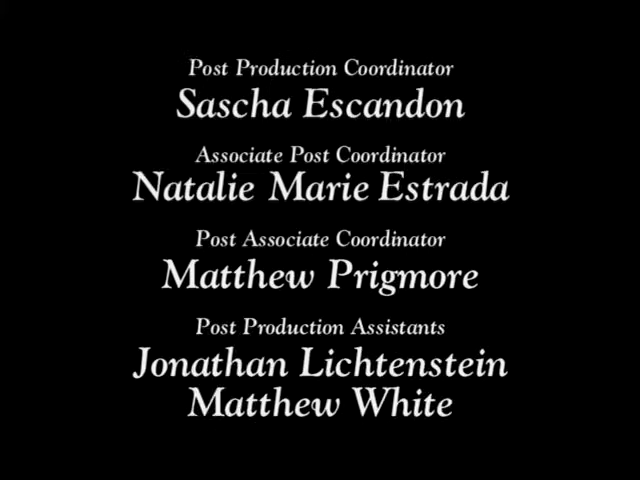 Post Production Coordinator
Sascha Escandon
Associate Post Coordinator
Natalie Marie Estrada
Post Associate Coordinator
Matthew Prigmore
Post Production Assistants
Jonathan Lichtenstein
Matthew White